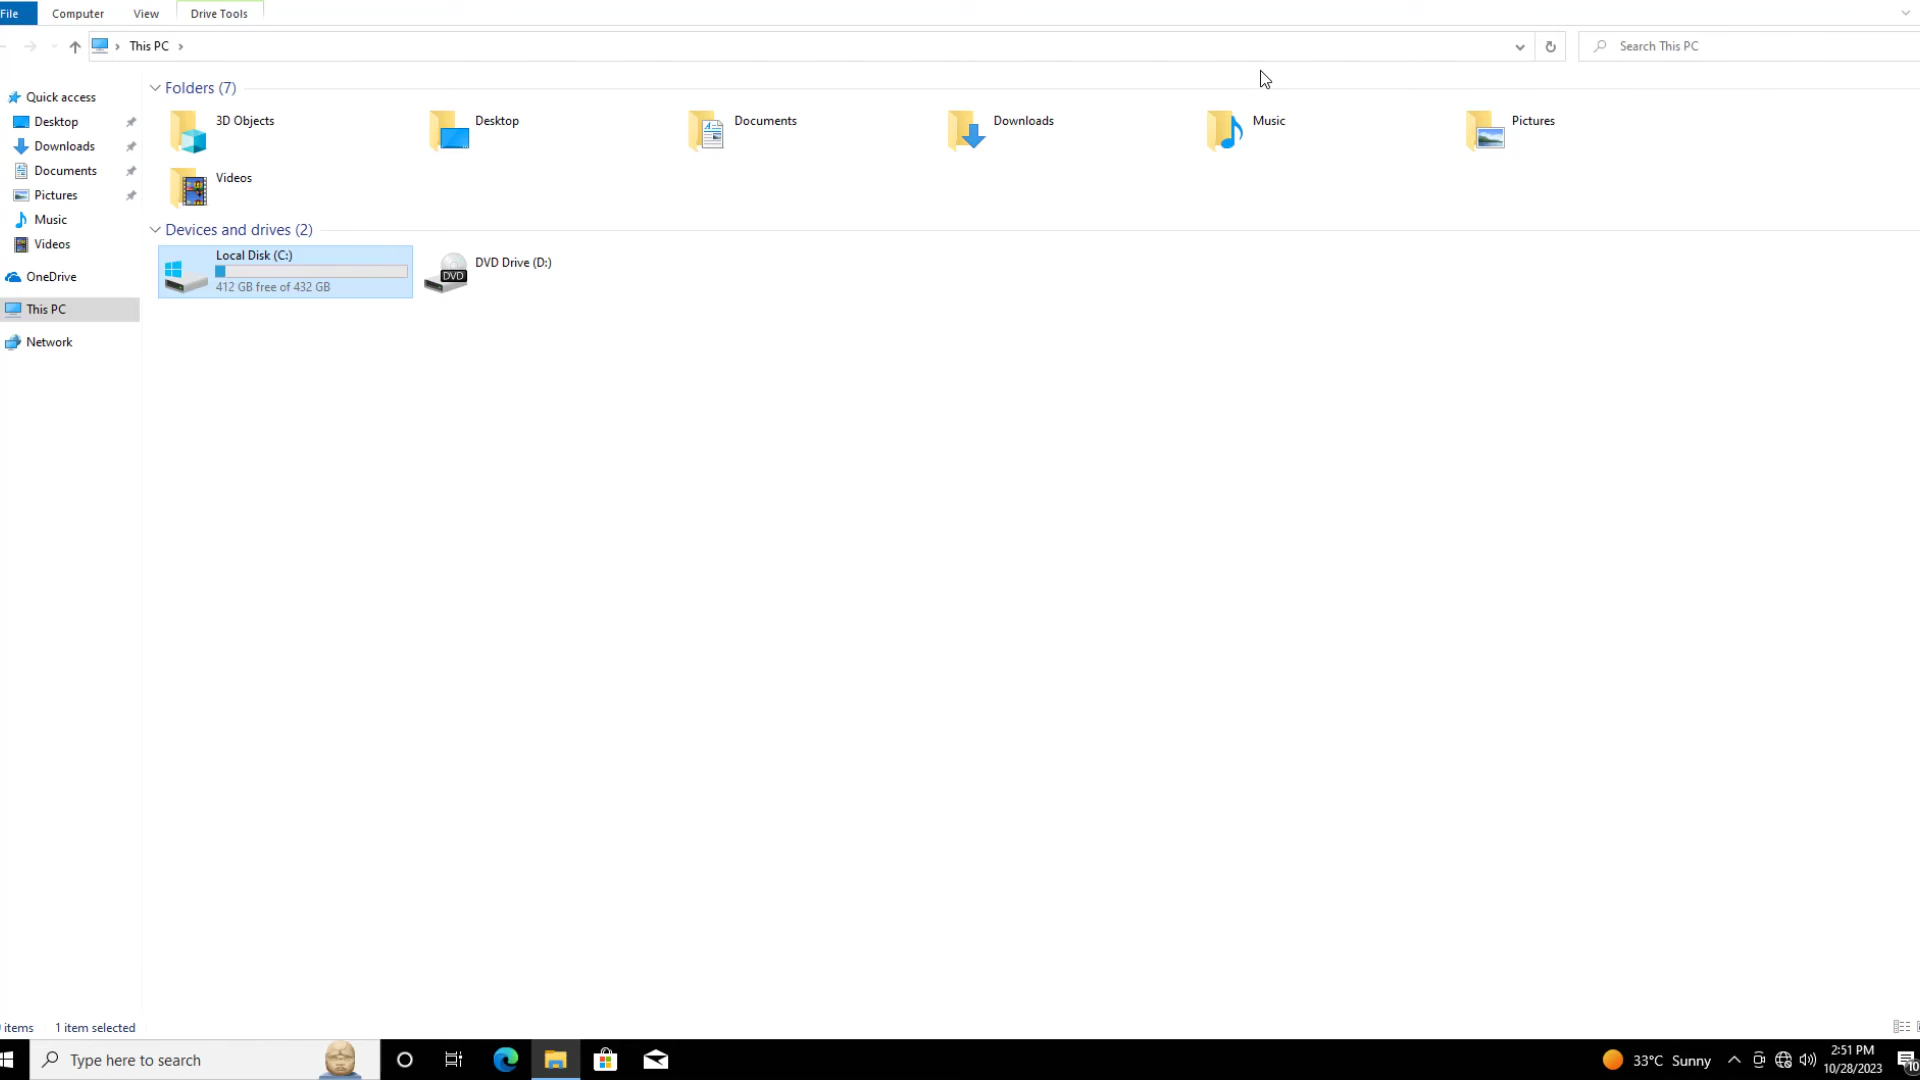 File Computer View Drive Tools
This PC
Search This PC
Quick access
Desktop
Downloads
Documents
Pictures
Music
Videos
OneDrive
This PC
Network
Folders (7)
3D Objects Desktop Documents Downloads Music Pictures
Videos
Devices and drives (2)
Local Disk (C:)
412 GB free of 432 GB
DVD Drive (D:)
DVD
items 1 item selected
Type here to search
33°C Sunny
2:51 PM
10/28/2023
10